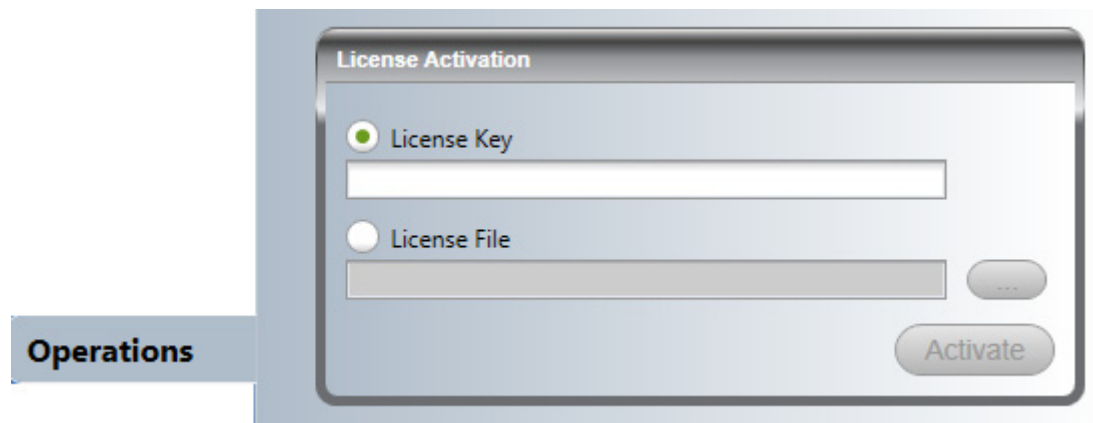 License Activation
License Key
License File
...
Operations
Activate